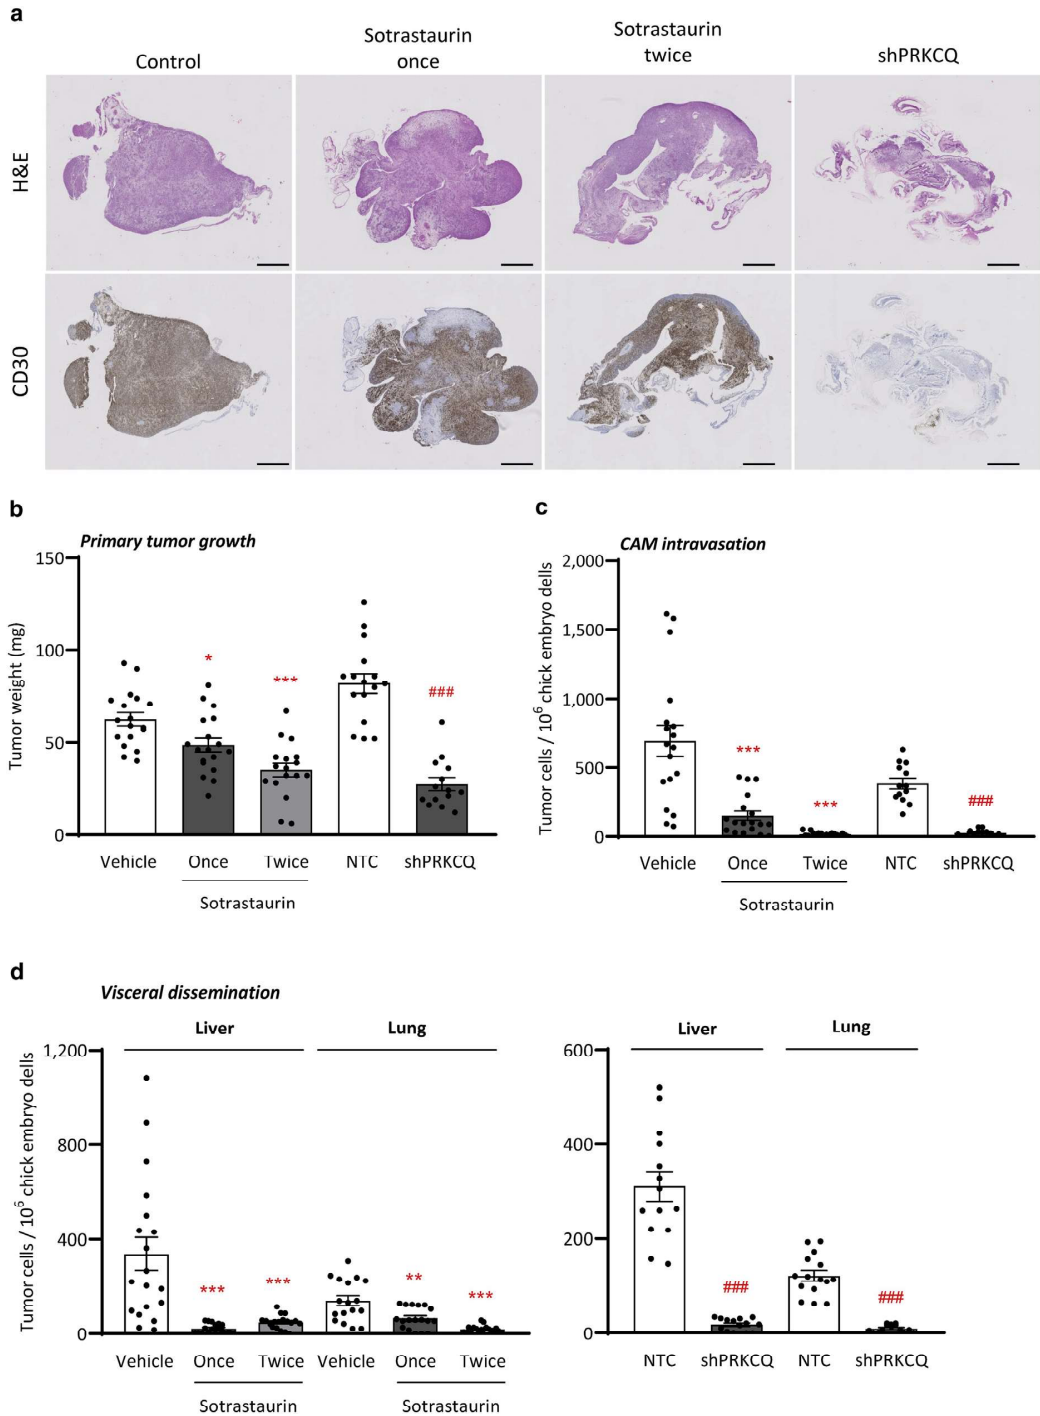 a
Control
Sotrastaurin
once
Sotrastaurin
twice
shPRKCQ
H&E
CD30
b
Primary tumor growth
Tumor weight (mg)
150
100
50
0
*
***
###
Vehicle
Once
Twice
NTC
shPRKCQ
Sotrastaurin
c
CAM intravasation
Tumor cells / 10⁶ chick embryo dells
2,000
1,500
1,000
500
0
***
***
###
Vehicle
Once
Twice
NTC
shPRKCQ
Sotrastaurin
d
Visceral dissemination
Liver
Lung
Tumor cells / 10⁶ chick embryo dells
1,200
800
400
0
***
***
**
***
Vehicle
Once
Twice
Vehicle
Once
Twice
Sotrastaurin
Sotrastaurin
Liver
Lung
600
400
200
0
###
###
NTC
shPRKCQ
NTC
shPRKCQ